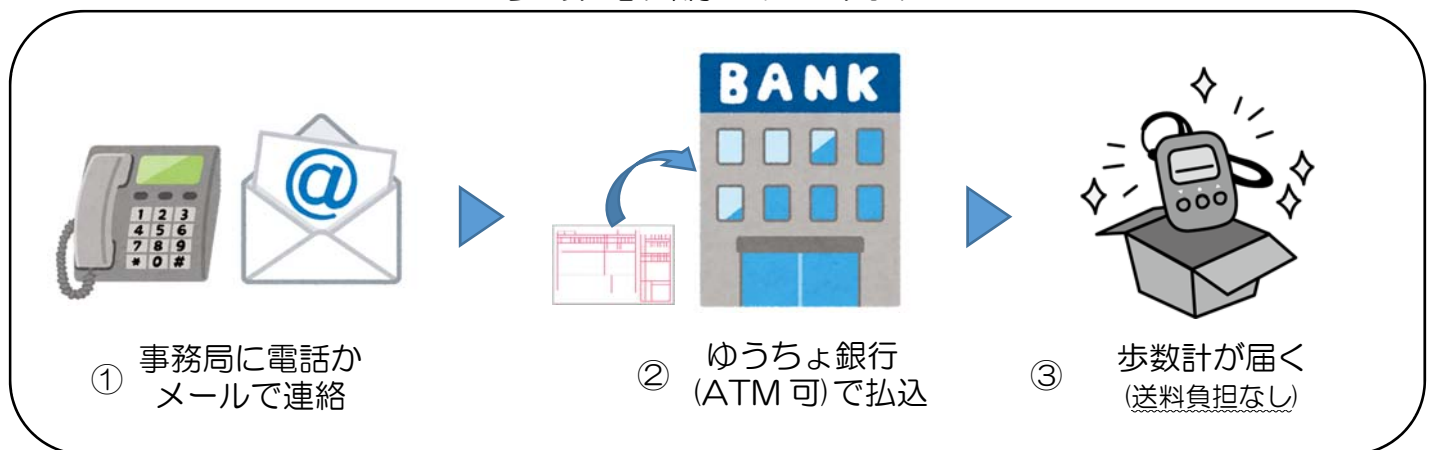 BANK
@
1 2 3
4 5 6
7 8 9
* 0 #
① 事務局に電話か
メールで連絡
② ゆうちょ銀行
(ATM 可)で払込
③ 歩数計が届く
(送料負担なし)